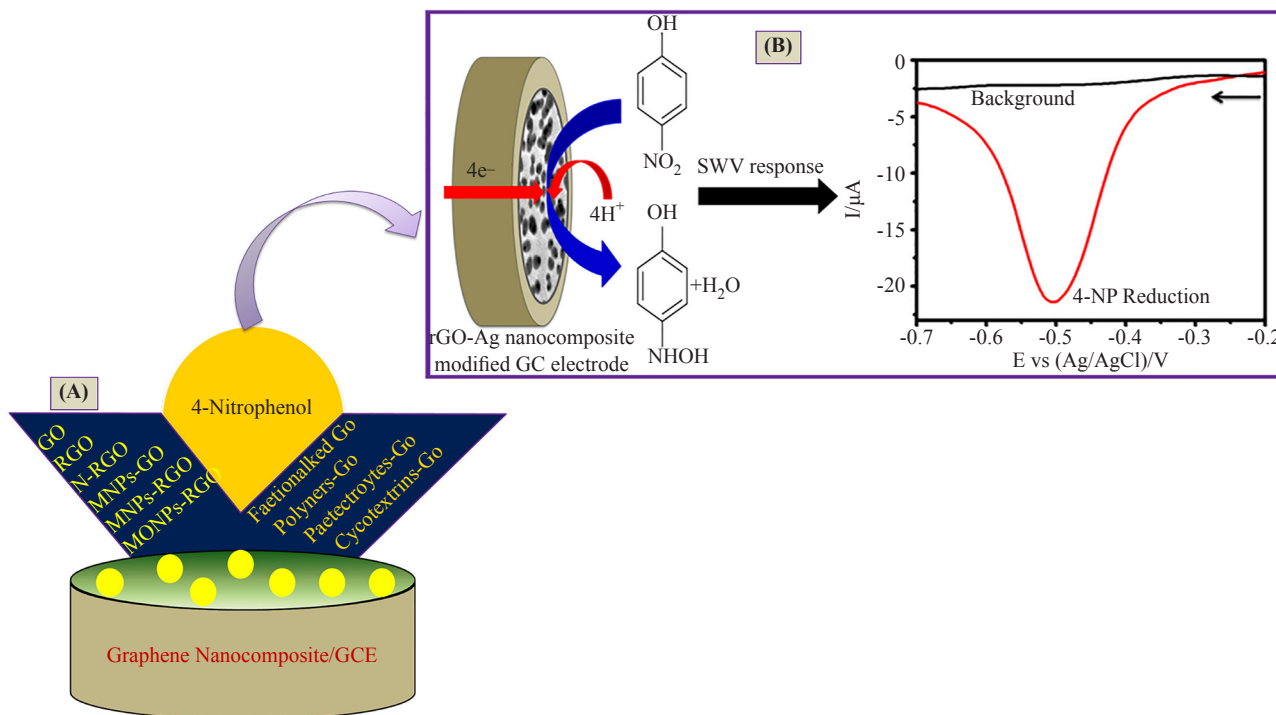 (A)
4-Nitrophenol
GO
RGO
N-RGO
MNPs-GO
MNPs-RGO
MONPs-RGO
Faetionalked Go
Polyners-Go
Paetectroytes-Go
Cycotextrins-Go
Graphene Nanocomposite/GCE
(B)
OH
NO₂
4e⁻
4H⁺
OH
+H₂O
NHOH
rGO-Ag nanocomposite
modified GC electrode
SWV response
0
-5
-10
-15
-20
I/µA
Background
4-NP Reduction
-0.7 -0.6 -0.5 -0.4 -0.3 -0.2
E vs (Ag/AgCl)/V